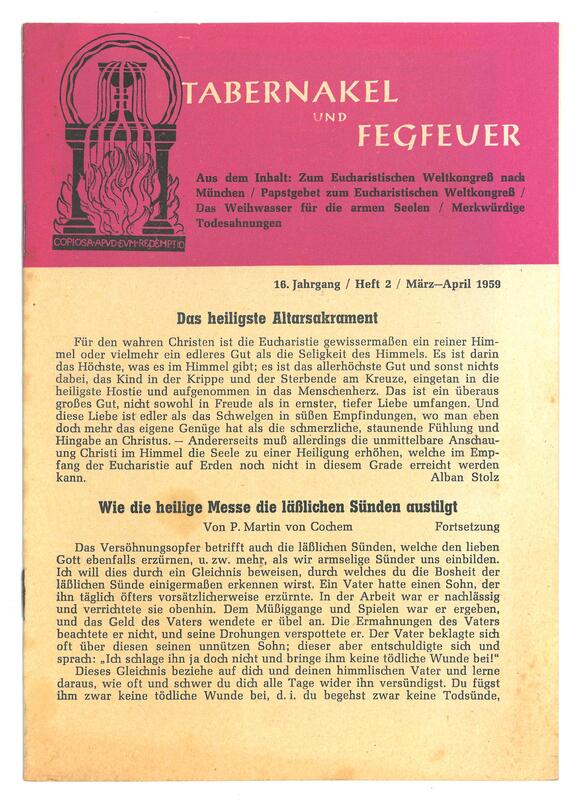 TABERNAKEL
UND
FEGFEUER
Aus dem Inhalt: Zum Eucharistischen Weltkongreß nach
München / Papstgebet zum Eucharistischen Weltkongreß /
Das Weihwasser für die armen Seelen / Merkwürdige
Todesahnungen
COPIOSA·APVD·EVM·REDEMPTIO
16. Jahrgang / Heft 2 / März—April 1959
Das heiligste Altarsakrament
Für den wahren Christen ist die Eucharistie gewissermaßen ein reiner Him-
mel oder vielmehr ein edleres Gut als die Seligkeit des Himmels. Es ist darin
das Höchste, was es im Himmel gibt; es ist das allerhöchste Gut und sonst nichts
dabei, das Kind in der Krippe und der Sterbende am Kreuze, eingetan in die
heiligste Hostie und aufgenommen in das Menschenherz. Das ist ein überaus
großes Gut, nicht sowohl in Freude als in ernster, tiefer Liebe umfangen. Und
diese Liebe ist edler als das Schwelgen in süßen Empfindungen, wo man eben
doch mehr das eigene Genüge hat als die schmerzliche, staunende Fühlung und
Hingabe an Christus. — Andererseits muß allerdings die unmittelbare Anschau-
ung Christi im Himmel die Seele zu einer Heiligung erhöhen, welche im Emp-
fang der Eucharistie auf Erden noch nicht in diesem Grade erreicht werden
kann. Alban Stolz
Wie die heilige Messe die läßlichen Sünden austilgt
Von P. Martin von Cochem Fortsetzung
Das Versöhnungsopfer betrifft auch die läßlichen Sünden, welche den lieben
Gott ebenfalls erzürnen, u. zw. mehr, als wir armselige Sünder uns einbilden.
Ich will dies durch ein Gleichnis beweisen, durch welches du die Bosheit der
läßlichen Sünde einigermaßen erkennen wirst. Ein Vater hatte einen Sohn, der
ihn täglich öfters vorsätzlicherweise erzürnte. In der Arbeit war er nachlässig
und verrichtete sie obenhin. Dem Müßiggange und Spielen war er ergeben,
und das Geld des Vaters wendete er übel an. Die Ermahnungen des Vaters
beachtete er nicht, und seine Drohungen verspottete er. Der Vater beklagte sich
oft über diesen seinen unnützen Sohn; dieser aber entschuldigte sich und
sprach: „Ich schlage ihn ja doch nicht und bringe ihm keine tödliche Wunde bei!“
Dieses Gleichnis beziehe auf dich und deinen himmlischen Vater und lerne
daraus, wie oft und schwer du dich alle Tage wider ihn versündigst. Du fügst
ihm zwar keine tödliche Wunde bei, d. i. du begehst zwar keine Todsünde,